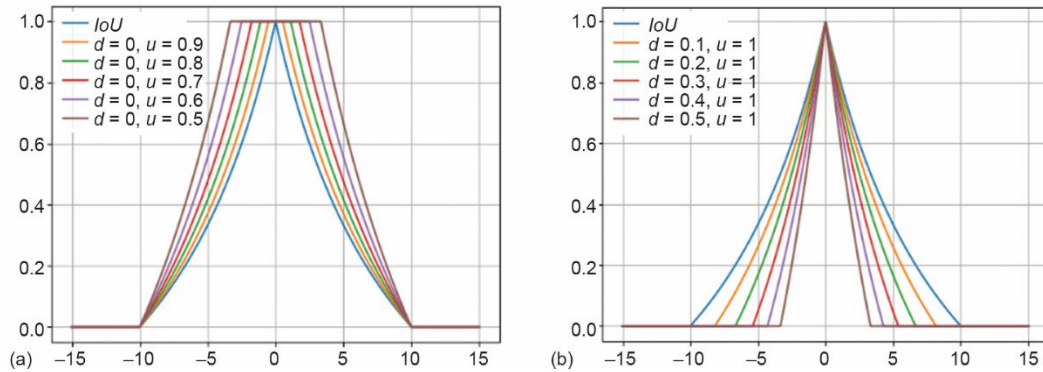 1.0
0.8
0.6
0.4
0.2
0.0
IoU
d = 0, u = 0.9
d = 0, u = 0.8
d = 0, u = 0.7
d = 0, u = 0.6
d = 0, u = 0.5
–15 –10 –5 0 5 10 15
(a)
1.0
0.8
0.6
0.4
0.2
0.0
IoU
d = 0.1, u = 1
d = 0.2, u = 1
d = 0.3, u = 1
d = 0.4, u = 1
d = 0.5, u = 1
–15 –10 –5 0 5 10 15
(b)